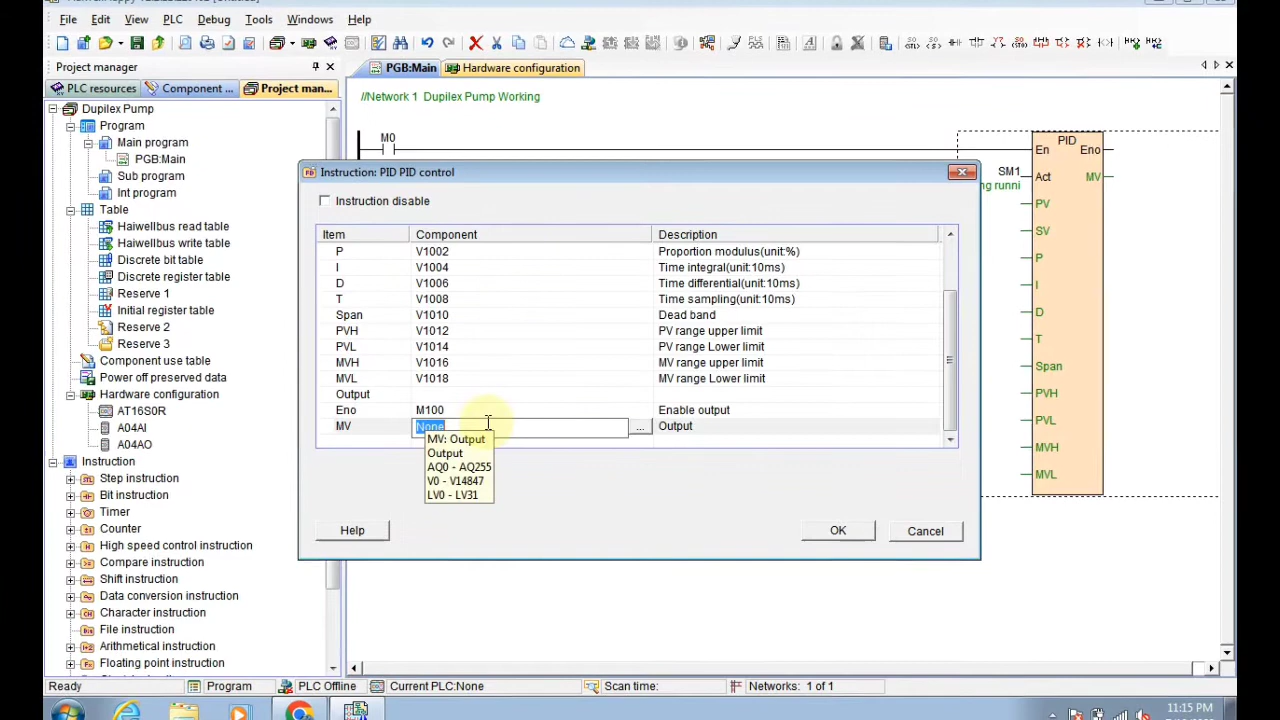 File Edit View PLC Debug Tools Windows Help
Project manager
PLC resources Component ... Project man...
PGB:Main Hardware configuration
Dupilex Pump
Program
Main program
PGB:Main
Sub program
Int program
Table
Haiwellbus read table
Haiwellbus write table
Discrete bit table
Discrete register table
Reserve 1
Initial register table
Reserve 2
Reserve 3
Component use table
Power off preserved data
Hardware configuration
AT16S0R
A04AI
A04AO
Instruction
Step instruction
Bit instruction
Timer
Counter
High speed control instruction
Compare instruction
Shift instruction
Data conversion instruction
Character instruction
File instruction
Arithmetical instruction
Floating point instruction
//Network 1 Dupilex Pump Working
M0
PID
En Eno
SM1
Act MV
ng runni
PV
SV
P
I
D
T
Span
PVH
PVL
MVH
MVL
Instruction: PID PID control
Instruction disable
Item Component Description
P V1002 Proportion modulus(unit:%)
I V1004 Time integral(unit:10ms)
D V1006 Time differential(unit:10ms)
T V1008 Time sampling(unit:10ms)
Span V1010 Dead band
PVH V1012 PV range upper limit
PVL V1014 PV range Lower limit
MVH V1016 MV range upper limit
MVL V1018 MV range Lower limit
Output
Eno M100 Enable output
MV None ... Output
MV: Output
Output
AQ0 - AQ255
V0 - V14847
LV0 - LV31
Help OK Cancel
Ready Program PLC Offline Current PLC:None Scan time: Networks: 1 of 1
11:15 PM